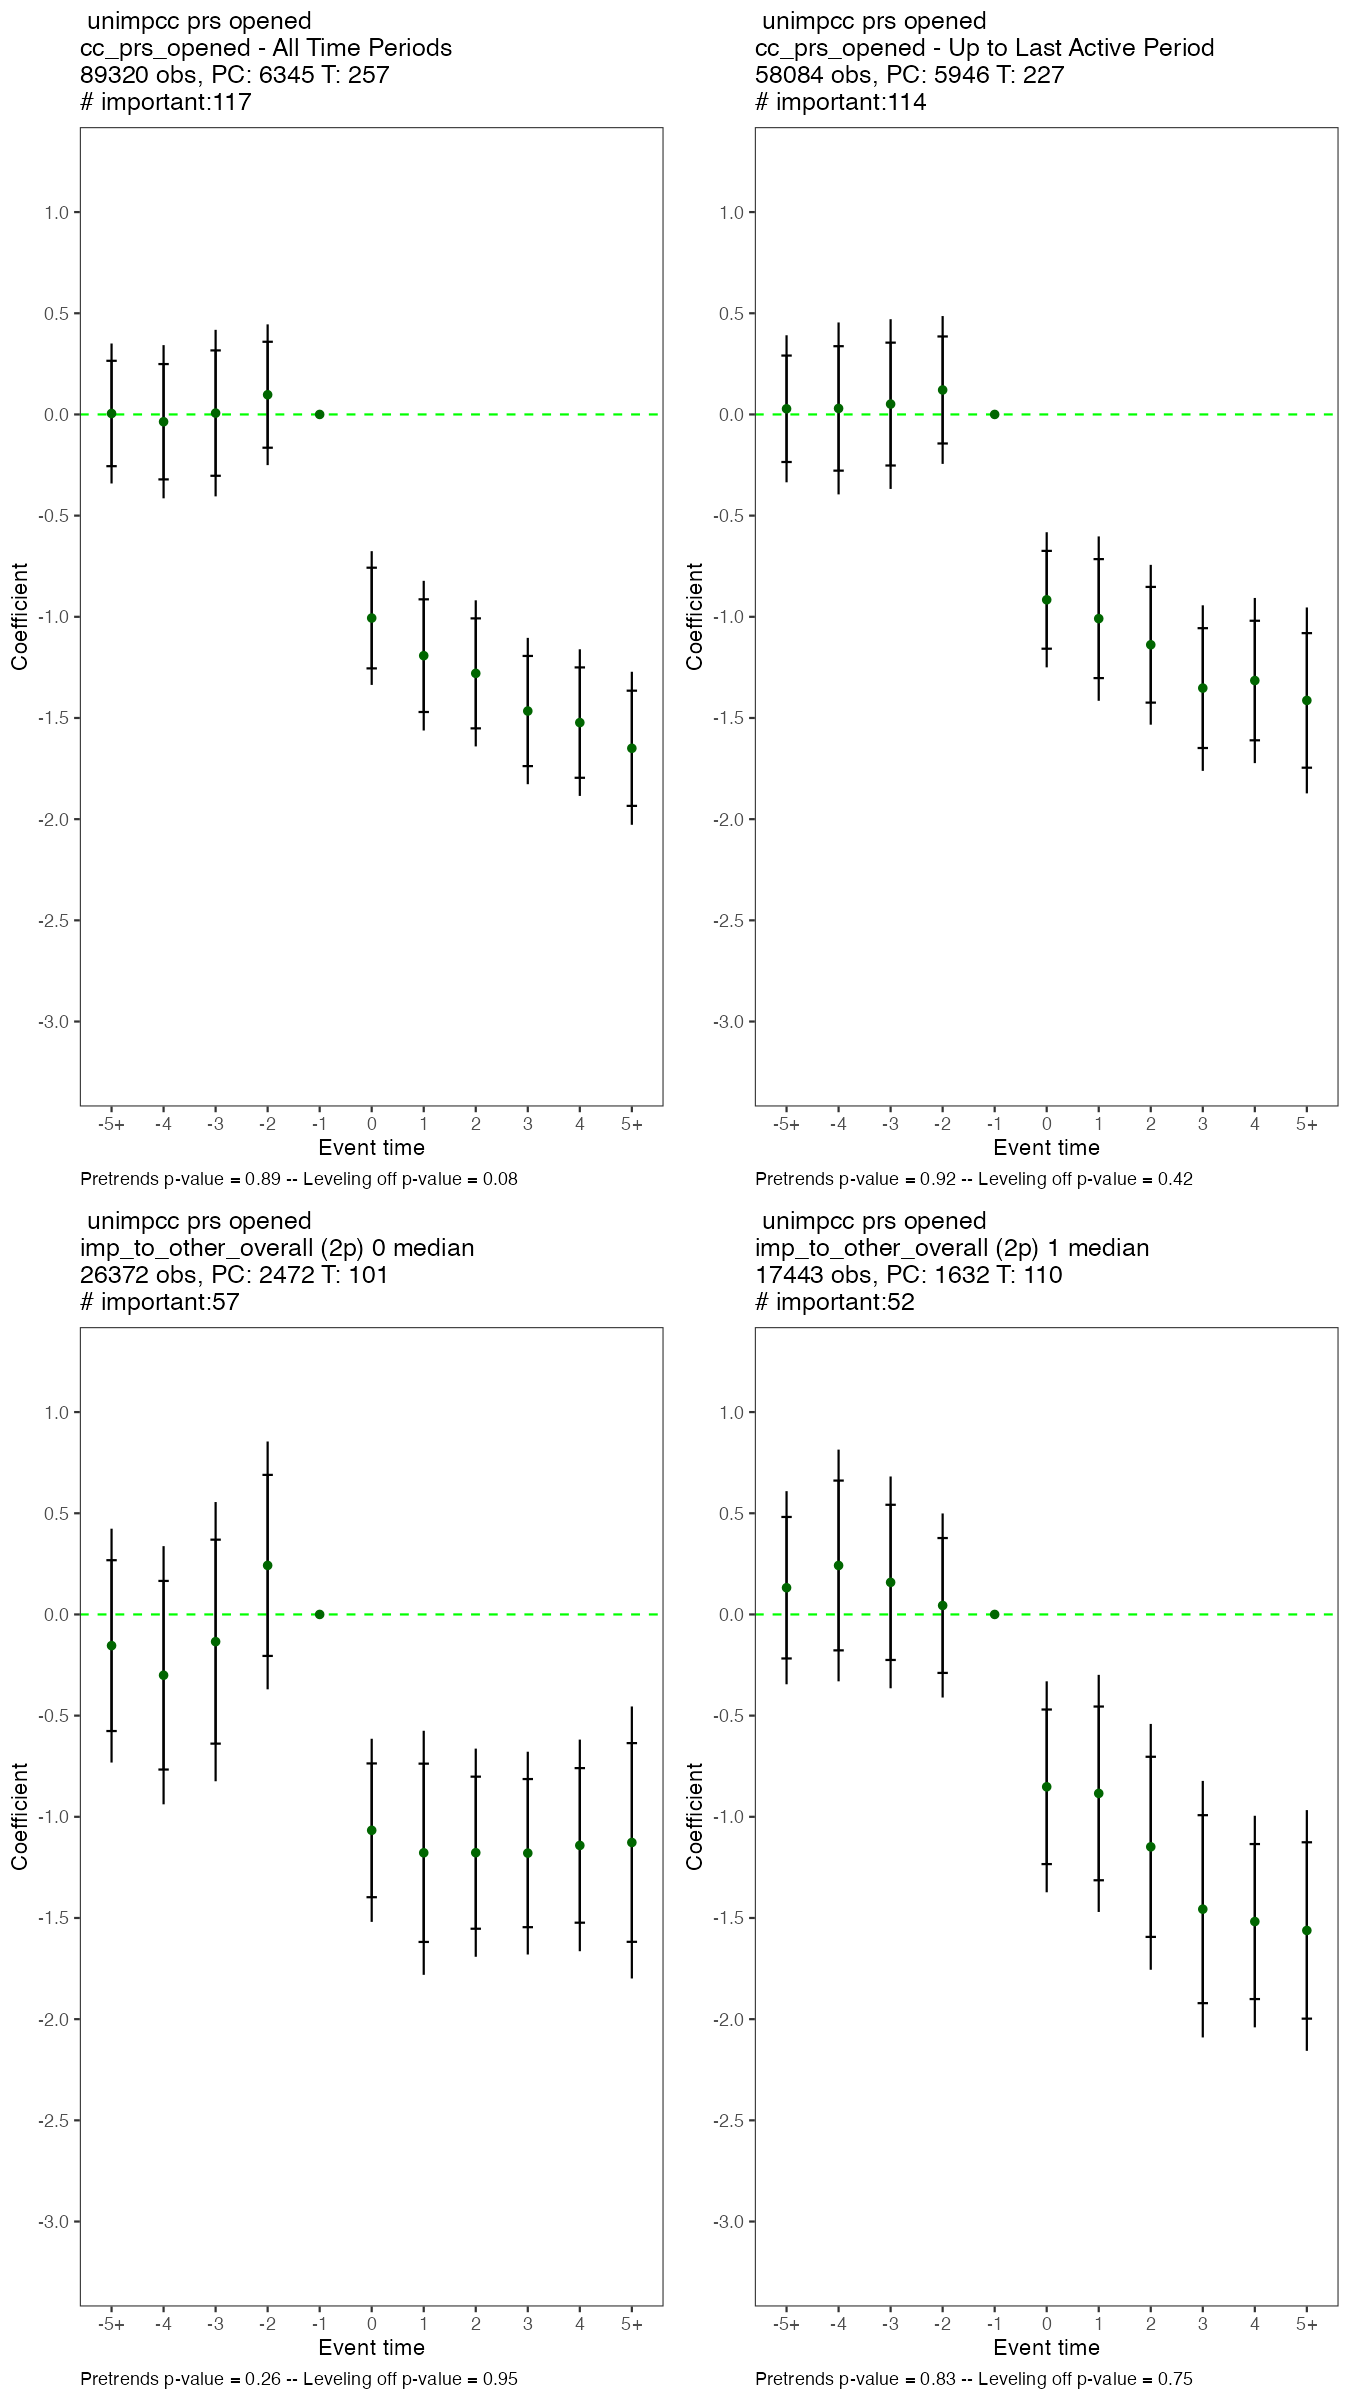 unimpcc prs opened
cc_prs_opened - All Time Periods
89320 obs, PC: 6345 T: 257
# important:117
Coefficient
1.0
0.5
0.0
-0.5
-1.0
-1.5
-2.0
-2.5
-3.0
-5+ -4 -3 -2 -1 0 1 2 3 4 5+
Event time
Pretrends p-value = 0.89 -- Leveling off p-value = 0.08
unimpcc prs opened
cc_prs_opened - Up to Last Active Period
58084 obs, PC: 5946 T: 227
# important:114
Coefficient
1.0
0.5
0.0
-0.5
-1.0
-1.5
-2.0
-2.5
-3.0
-5+ -4 -3 -2 -1 0 1 2 3 4 5+
Event time
Pretrends p-value = 0.92 -- Leveling off p-value = 0.42
unimpcc prs opened
imp_to_other_overall (2p) 0 median
26372 obs, PC: 2472 T: 101
# important:57
Coefficient
1.0
0.5
0.0
-0.5
-1.0
-1.5
-2.0
-2.5
-3.0
-5+ -4 -3 -2 -1 0 1 2 3 4 5+
Event time
Pretrends p-value = 0.26 -- Leveling off p-value = 0.95
unimpcc prs opened
imp_to_other_overall (2p) 1 median
17443 obs, PC: 1632 T: 110
# important:52
Coefficient
1.0
0.5
0.0
-0.5
-1.0
-1.5
-2.0
-2.5
-3.0
-5+ -4 -3 -2 -1 0 1 2 3 4 5+
Event time
Pretrends p-value = 0.83 -- Leveling off p-value = 0.75